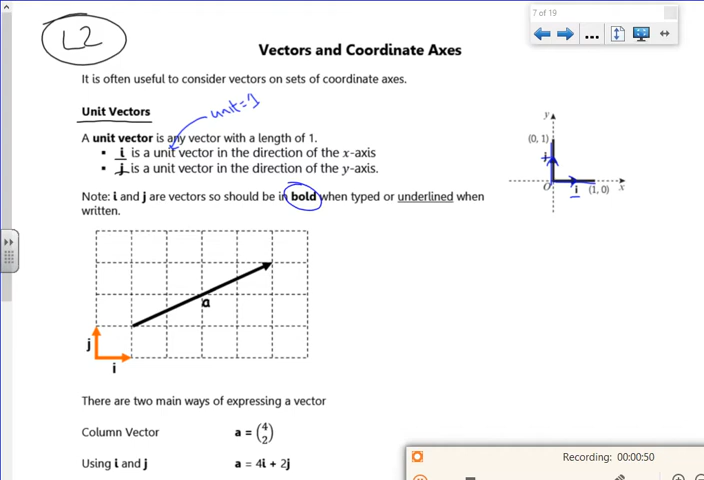 L2
7 of 19
Vectors and Coordinate Axes
It is often useful to consider vectors on sets of coordinate axes.
Unit Vectors
unit=1
A unit vector is any vector with a length of 1.
• i is a unit vector in the direction of the x-axis
• j is a unit vector in the direction of the y-axis.
Note: i and j are vectors so should be in bold when typed or underlined when
written.
y
(0, 1)
j
O
i
(1, 0)
x
a
j
i
There are two main ways of expressing a vector
Column Vector a = (4
2)
Using i and j a = 4i + 2j
Recording: 00:00:50